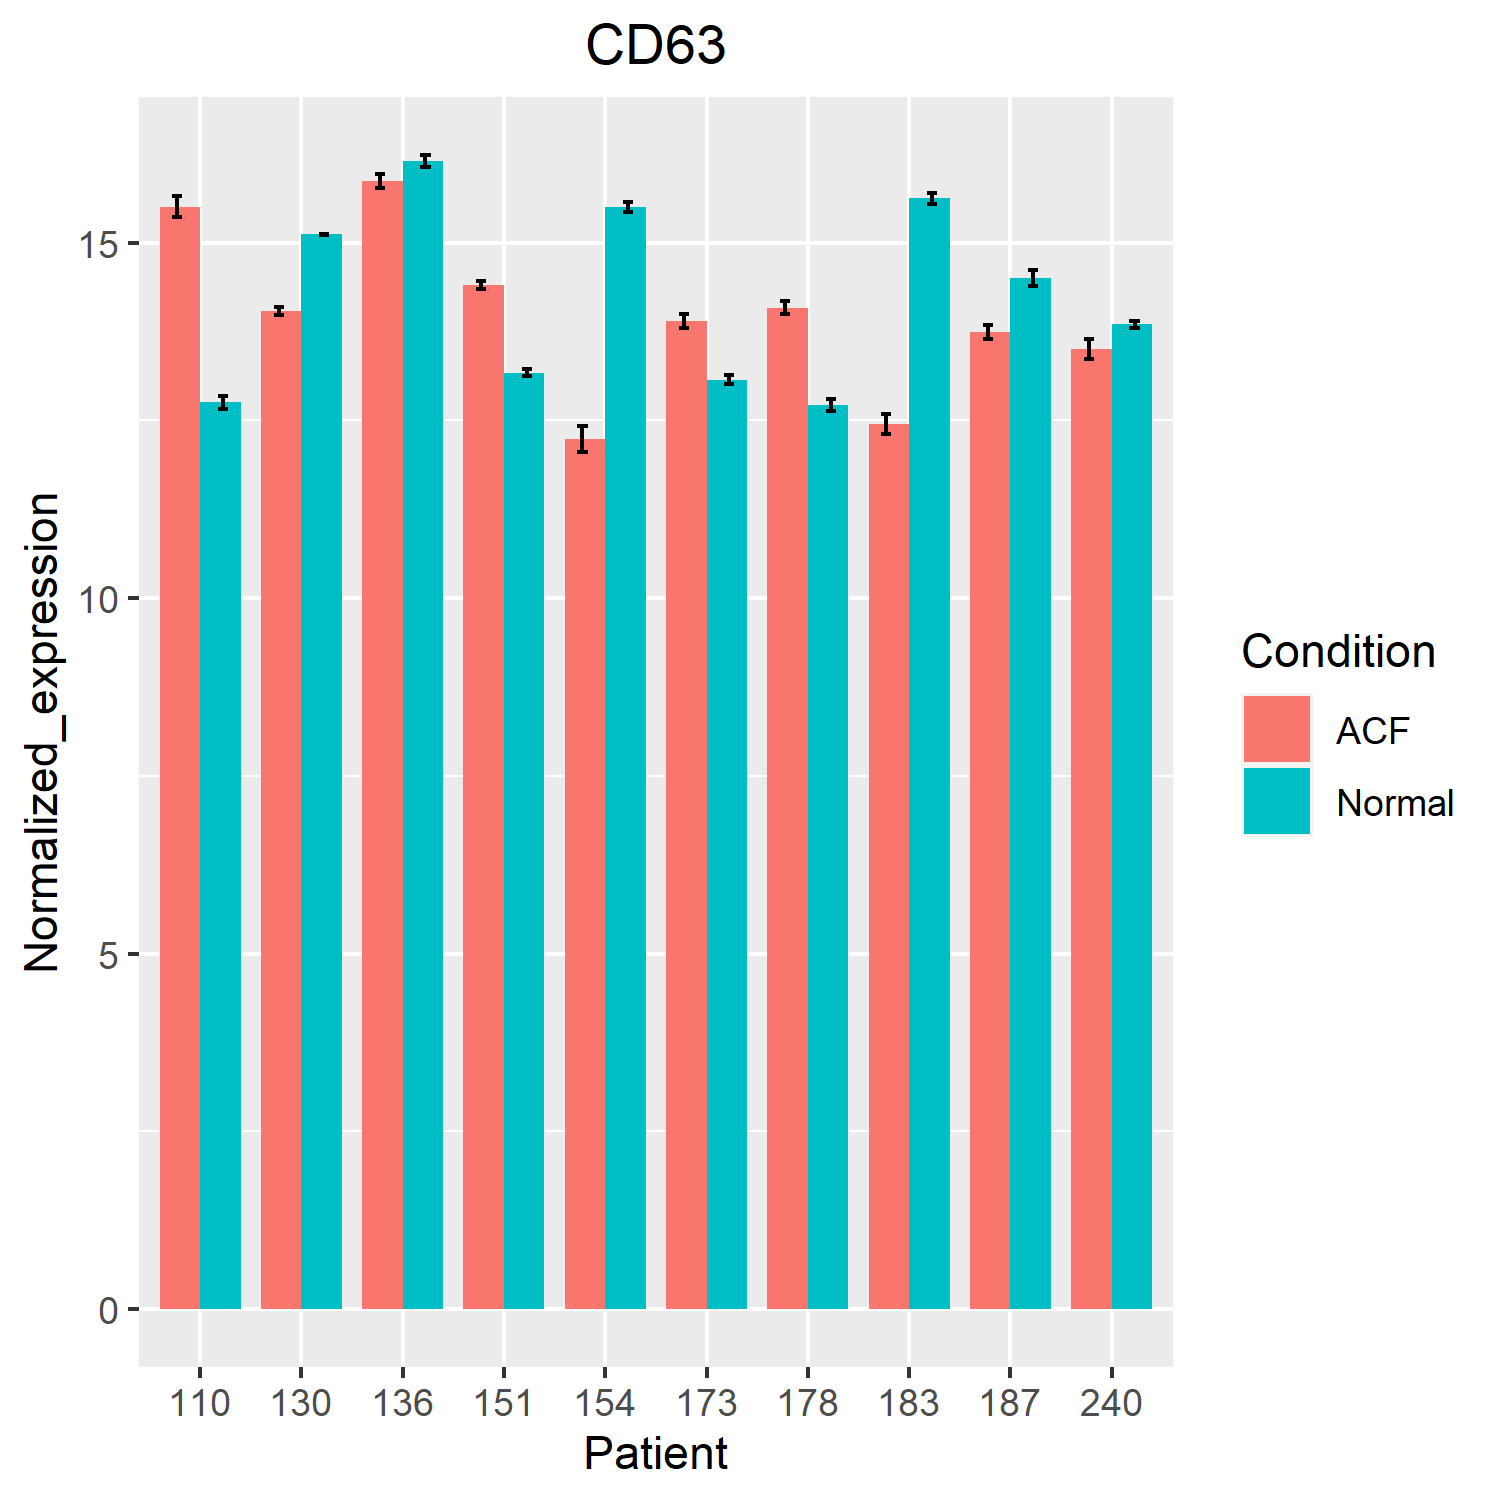 CD63
Normalized_expression
15
10
5
0
110 130 136 151 154 173 178 183 187 240
Patient
Condition
ACF
Normal